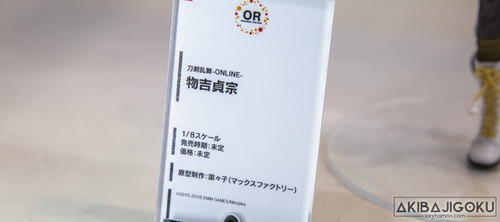 OR
ORANGE ROUGE
刀剣乱舞-ONLINE-
物吉貞宗
1/8スケール
発売時期:未定
価格:未定
原型制作:菜々子(マックスファクトリー)
©2015-2016 DMM GAMES/Nitroplus
AKIBAJIGOKU